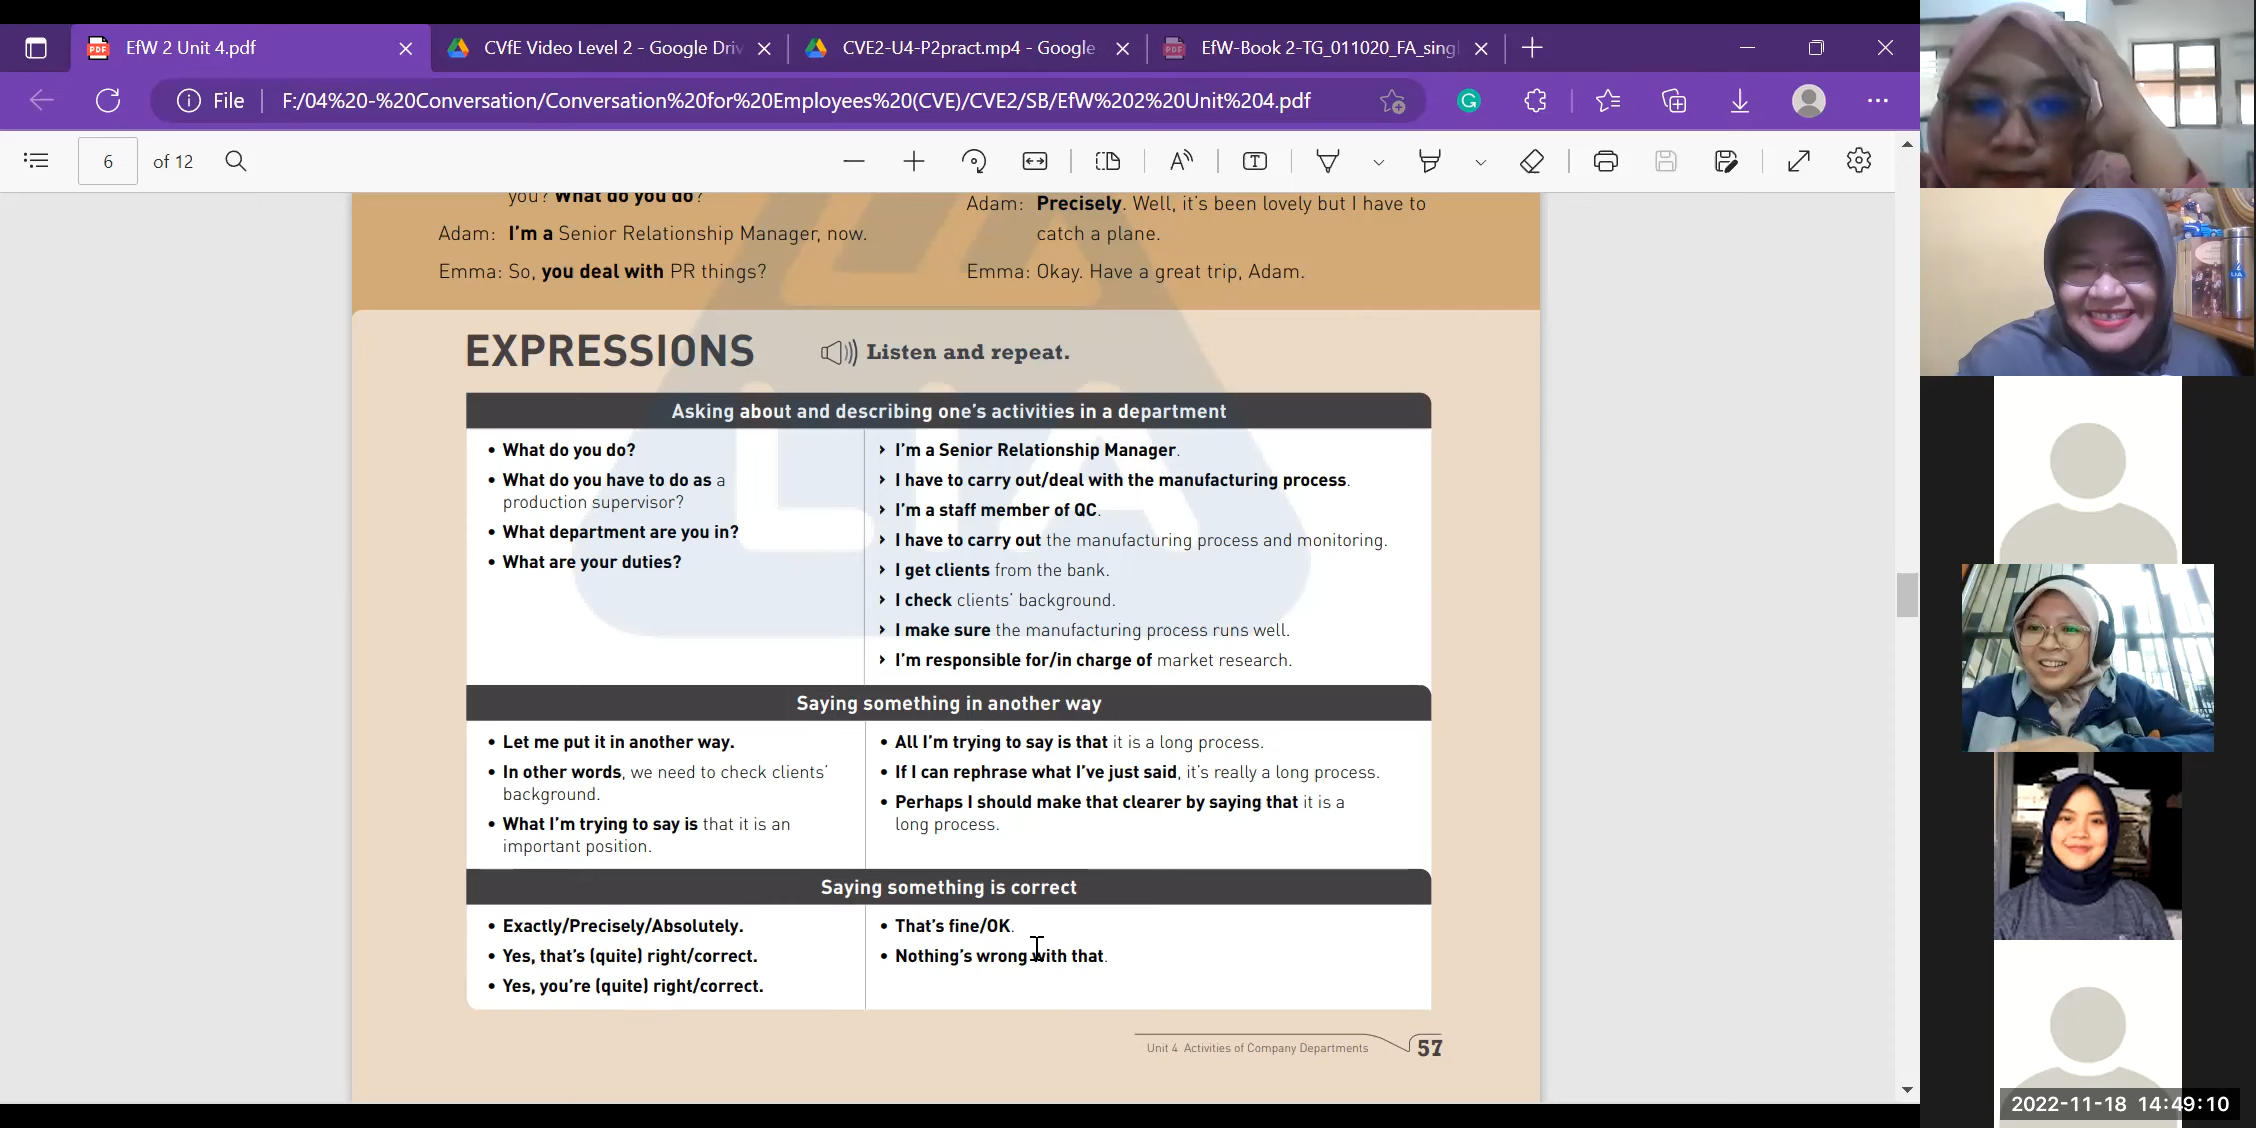 EfW 2 Unit 4.pdf
CVfE Video Level 2 - Google Driv
CVE2-U4-P2pract.mp4 - Google
EfW-Book 2-TG_011020_FA_singl
File
F:/04%20-%20Conversation/Conversation%20for%20Employees%20(CVE)/CVE2/SB/EfW%202%20Unit%204.pdf
6 of 12
you? What do you do?
Adam: I'm a Senior Relationship Manager, now.
Emma: So, you deal with PR things?
Adam: Precisely. Well, it's been lovely but I have to
catch a plane.
Emma: Okay. Have a great trip, Adam.
EXPRESSIONS
Listen and repeat.
Asking about and describing one's activities in a department
• What do you do?
• What do you have to do as a
production supervisor?
• What department are you in?
• What are your duties?
› I'm a Senior Relationship Manager.
› I have to carry out/deal with the manufacturing process.
› I'm a staff member of QC.
› I have to carry out the manufacturing process and monitoring.
› I get clients from the bank.
› I check clients' background.
› I make sure the manufacturing process runs well.
› I'm responsible for/in charge of market research.
Saying something in another way
• Let me put it in another way.
• In other words, we need to check clients'
background.
• What I'm trying to say is that it is an
important position.
• All I'm trying to say is that it is a long process.
• If I can rephrase what I've just said, it's really a long process.
• Perhaps I should make that clearer by saying that it is a
long process.
Saying something is correct
• Exactly/Precisely/Absolutely.
• Yes, that's (quite) right/correct.
• Yes, you're (quite) right/correct.
• That's fine/OK.
• Nothing's wrong with that.
Unit 4 Activities of Company Departments 57
LIA
2022-11-18 14:49:10